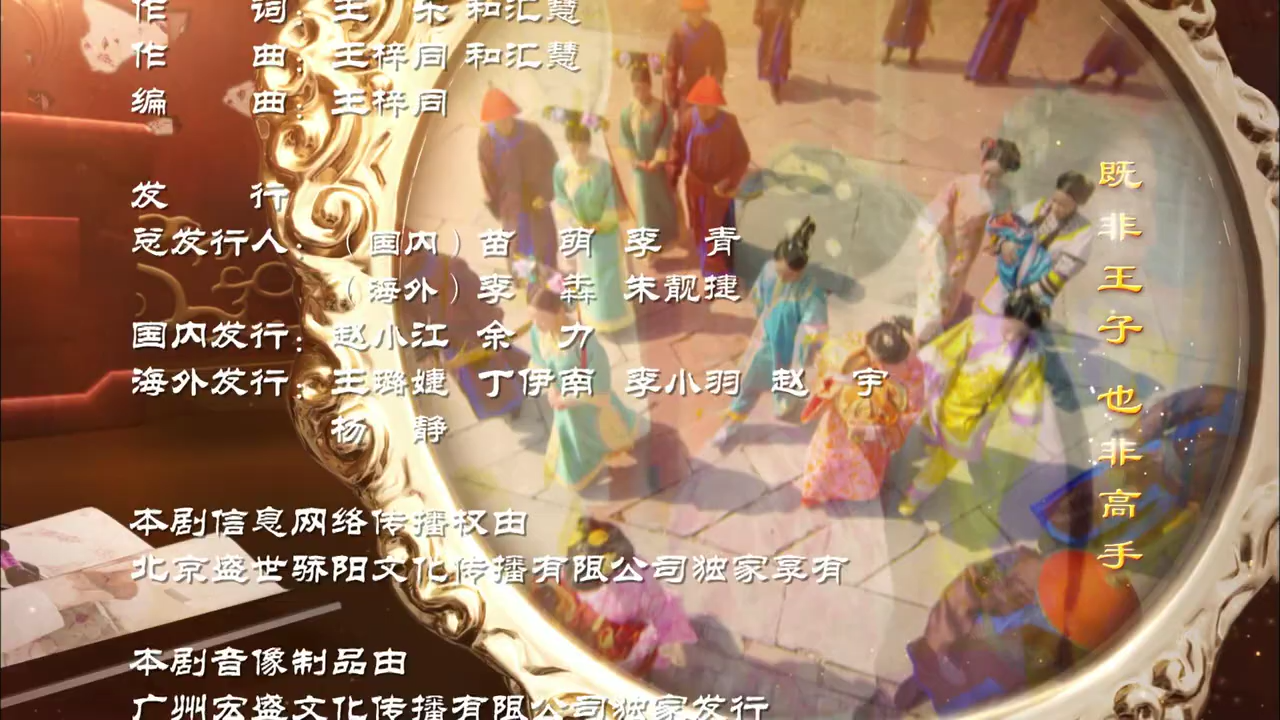 作 词：王 乐 和汇慧
作 曲：王梓同 和汇慧
编 曲：王梓同
发 行
总发行人：（国内）苗 萌 李 青
（海外）李 犇 朱靓捷
国内发行：赵小江 余 力
海外发行：王璐婕 丁伊南 李小羽 赵 宇
杨 静
本剧信息网络传播权由
北京盛世骄阳文化传播有限公司独家享有
本剧音像制品由
广州宏盛文化传播有限公司独家发行
既非王子 也非高手